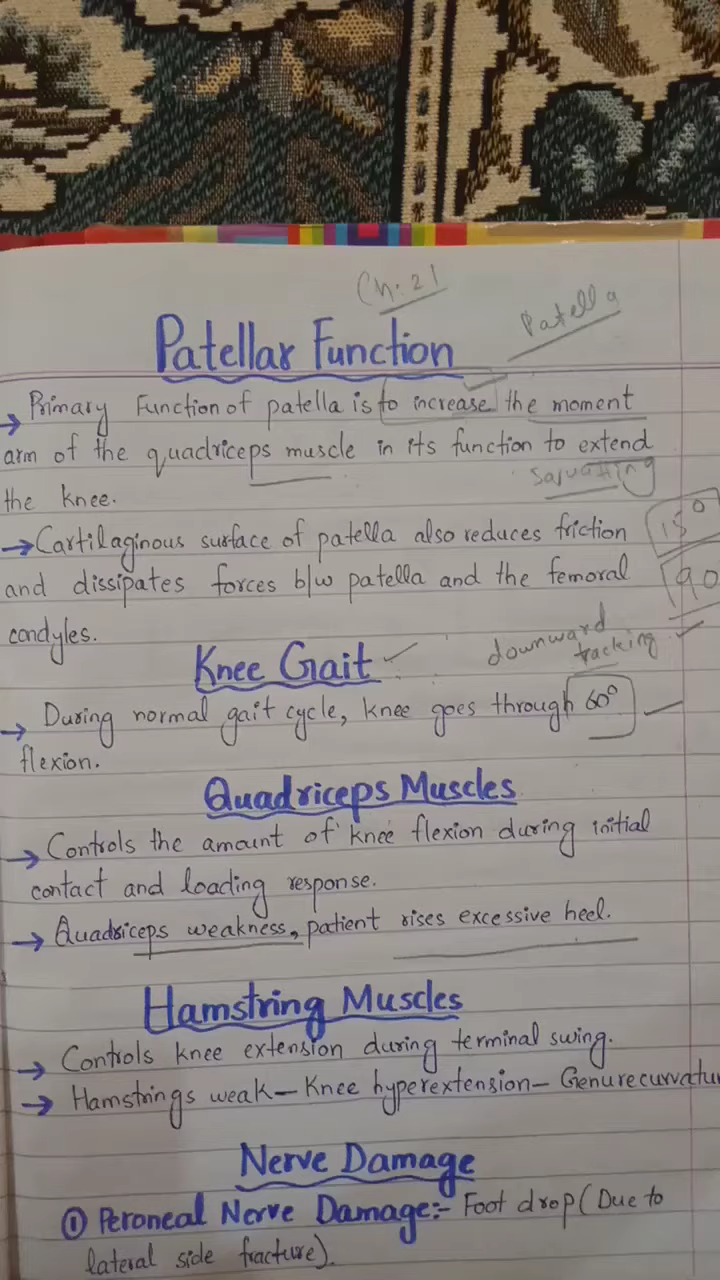 Ch. 21
Patella
Patellar Function
→ Primary Function of patella is to increase the moment
arm of the quadriceps muscle in its function to extend
the knee.
→ Cartilaginous surface of patella also reduces friction
15°
and dissipates forces b/w patella and the femoral
90
condyles.
downward
tracking
Knee Gait
→ During normal gait cycle, knee goes through 60°
flexion.
Quadriceps Muscles
→ Controls the amount of knee flexion during initial
contact and loading response.
→ Quadriceps weakness, patient rises excessive heel.
Hamstring Muscles
→ Controls knee extension during terminal swing.
→ Hamstrings weak – Knee hyperextension – Genurecurvatu
Nerve Damage
① Peroneal Nerve Damage:- Foot drop (Due to
lateral side fracture).